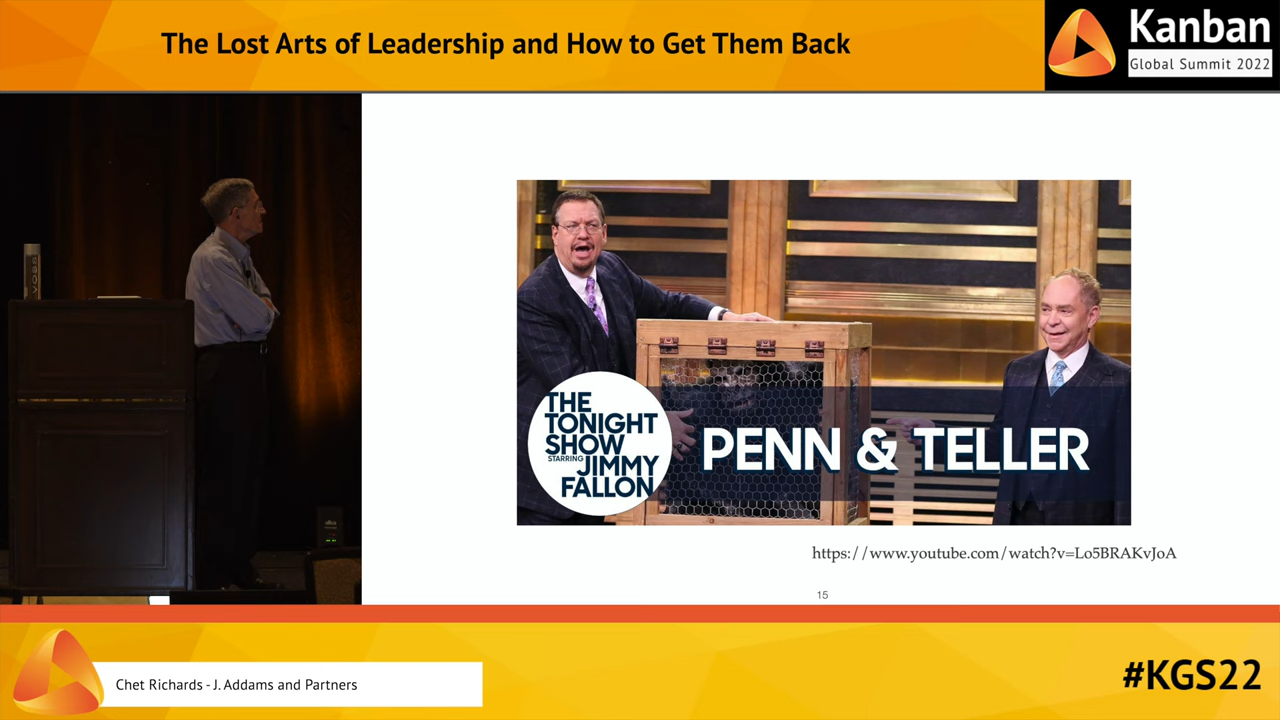 The Lost Arts of Leadership and How to Get Them Back
Kanban
Global Summit 2022
VOSS
THE
TONIGHT
SHOW
STARRING JIMMY
FALLON
PENN & TELLER
https://www.youtube.com/watch?v=Lo5BRAKvJoA
15
Chet Richards - J. Addams and Partners
#KGS22